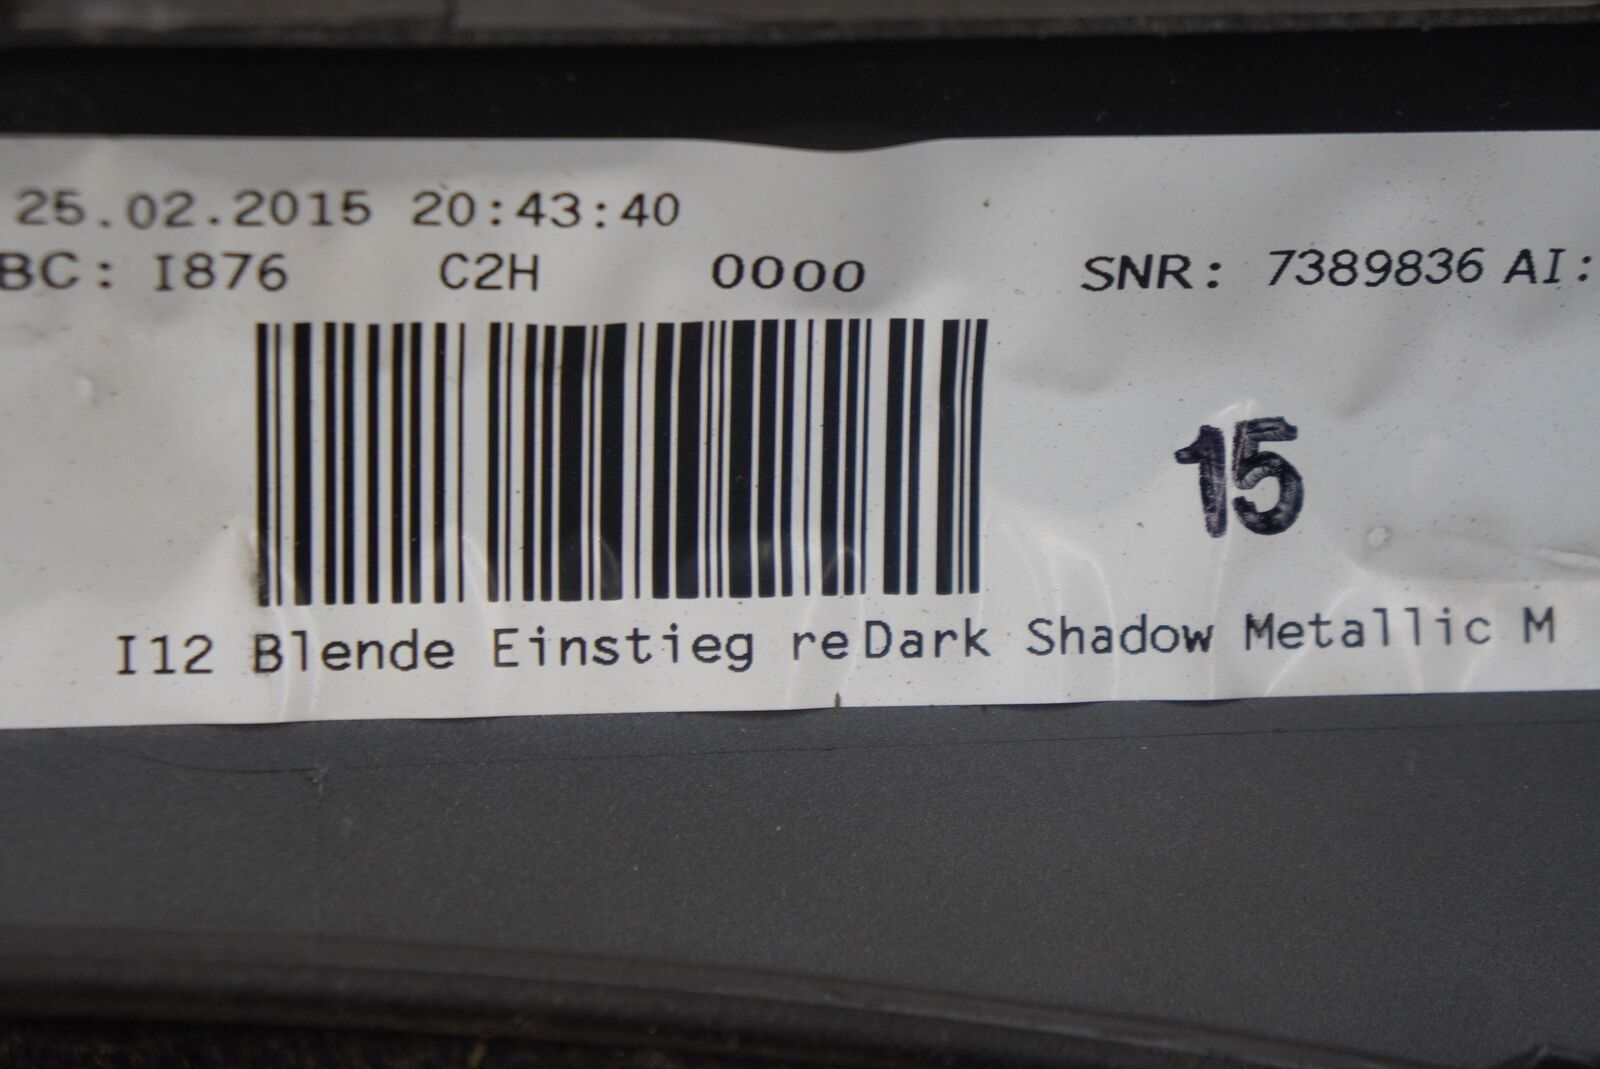 25.02.2015 20:43:40
BC: I876 C2H 0000 SNR: 7389836 AI:
15
I12 Blende Einstieg reDark Shadow Metallic M